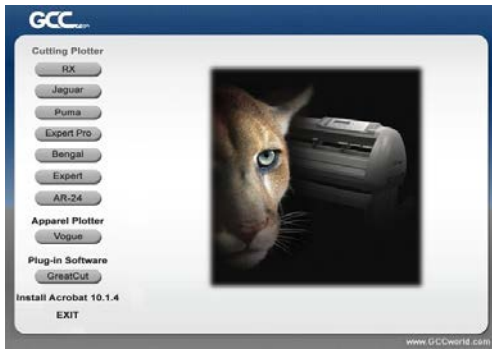 GCC
Cutting Plotter
RX
Jaguar
Puma
Expert Pro
Bengal
Expert
AR-24
Apparel Plotter
Vogue
Plug-in Software
GreatCut
Install Acrobat 10.1.4
EXIT
www.GCCworld.com